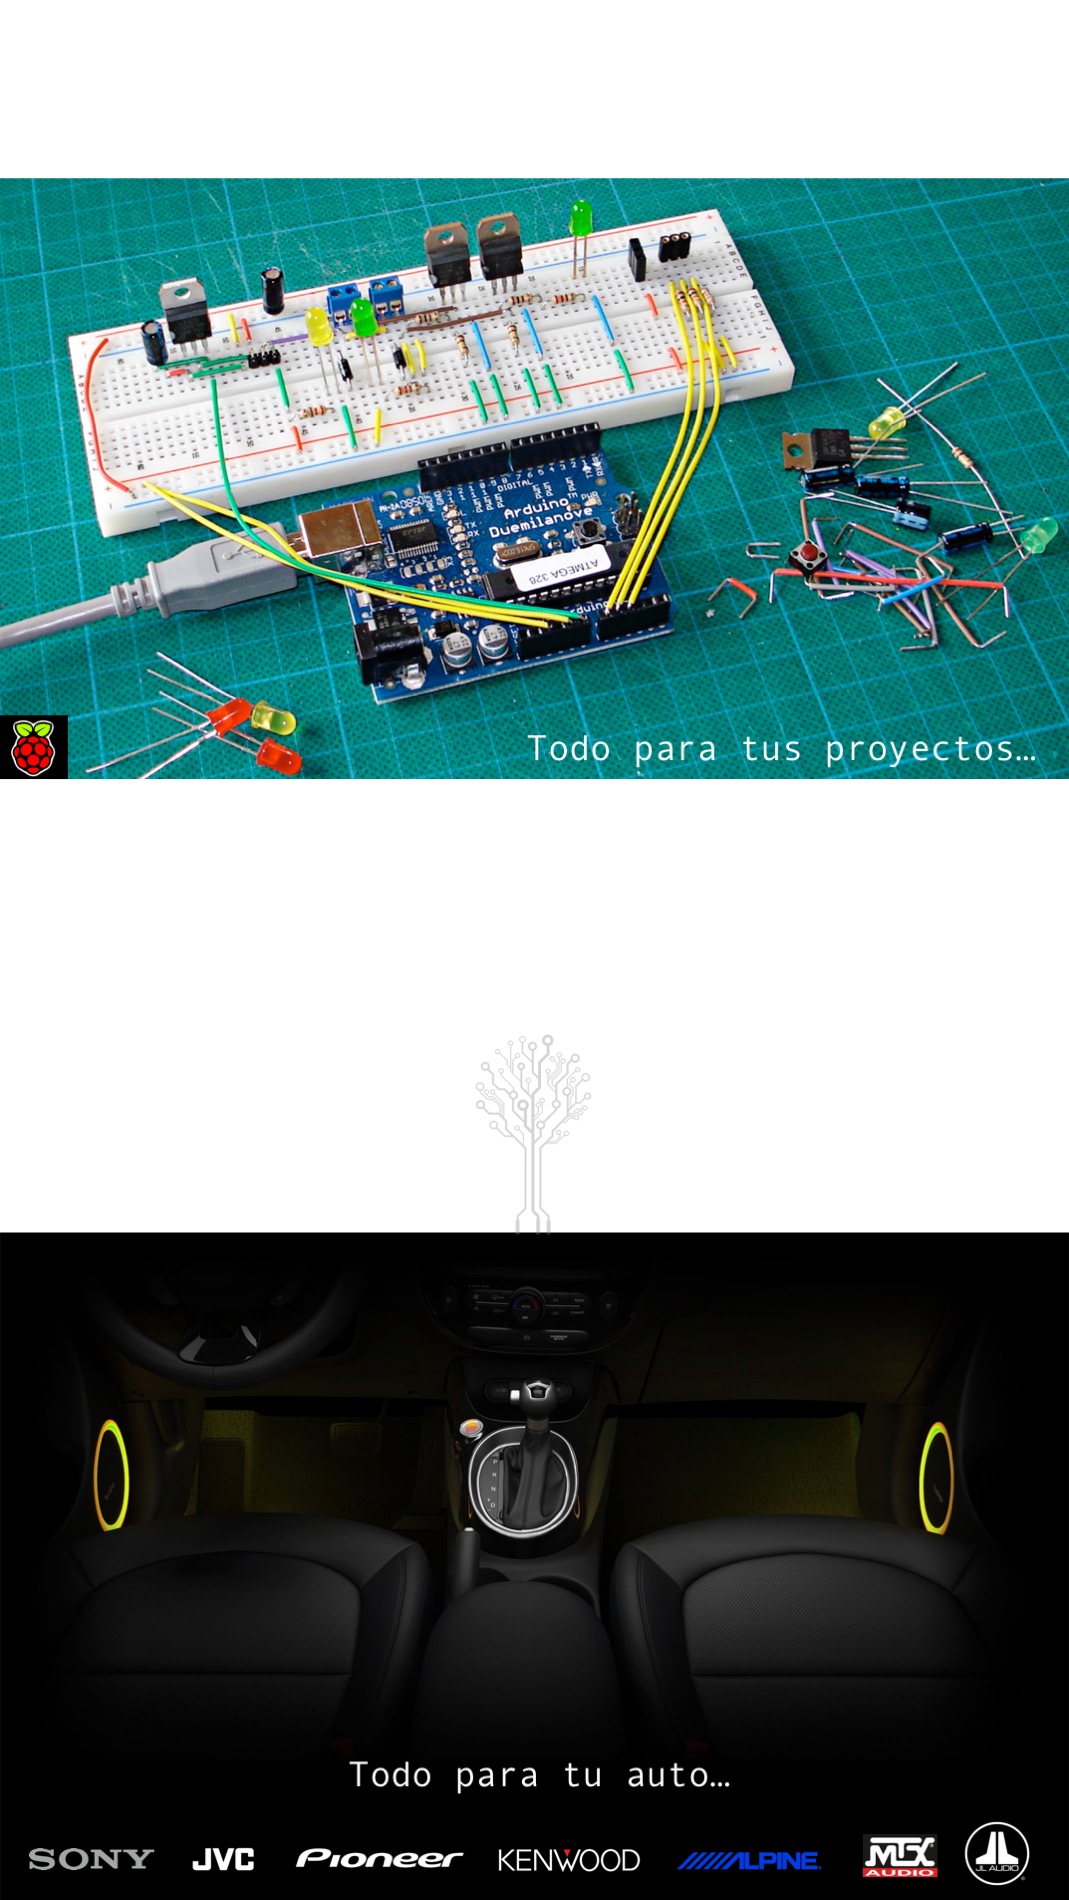 DIGITAL
Arduino
Duemilanove
ATMEGA 328
Todo para tus proyectos…
P
R
N
D
Todo para tu auto…
SONY JVC Pioneer KENWOOD ALPINE MTX AUDIO JL AUDIO